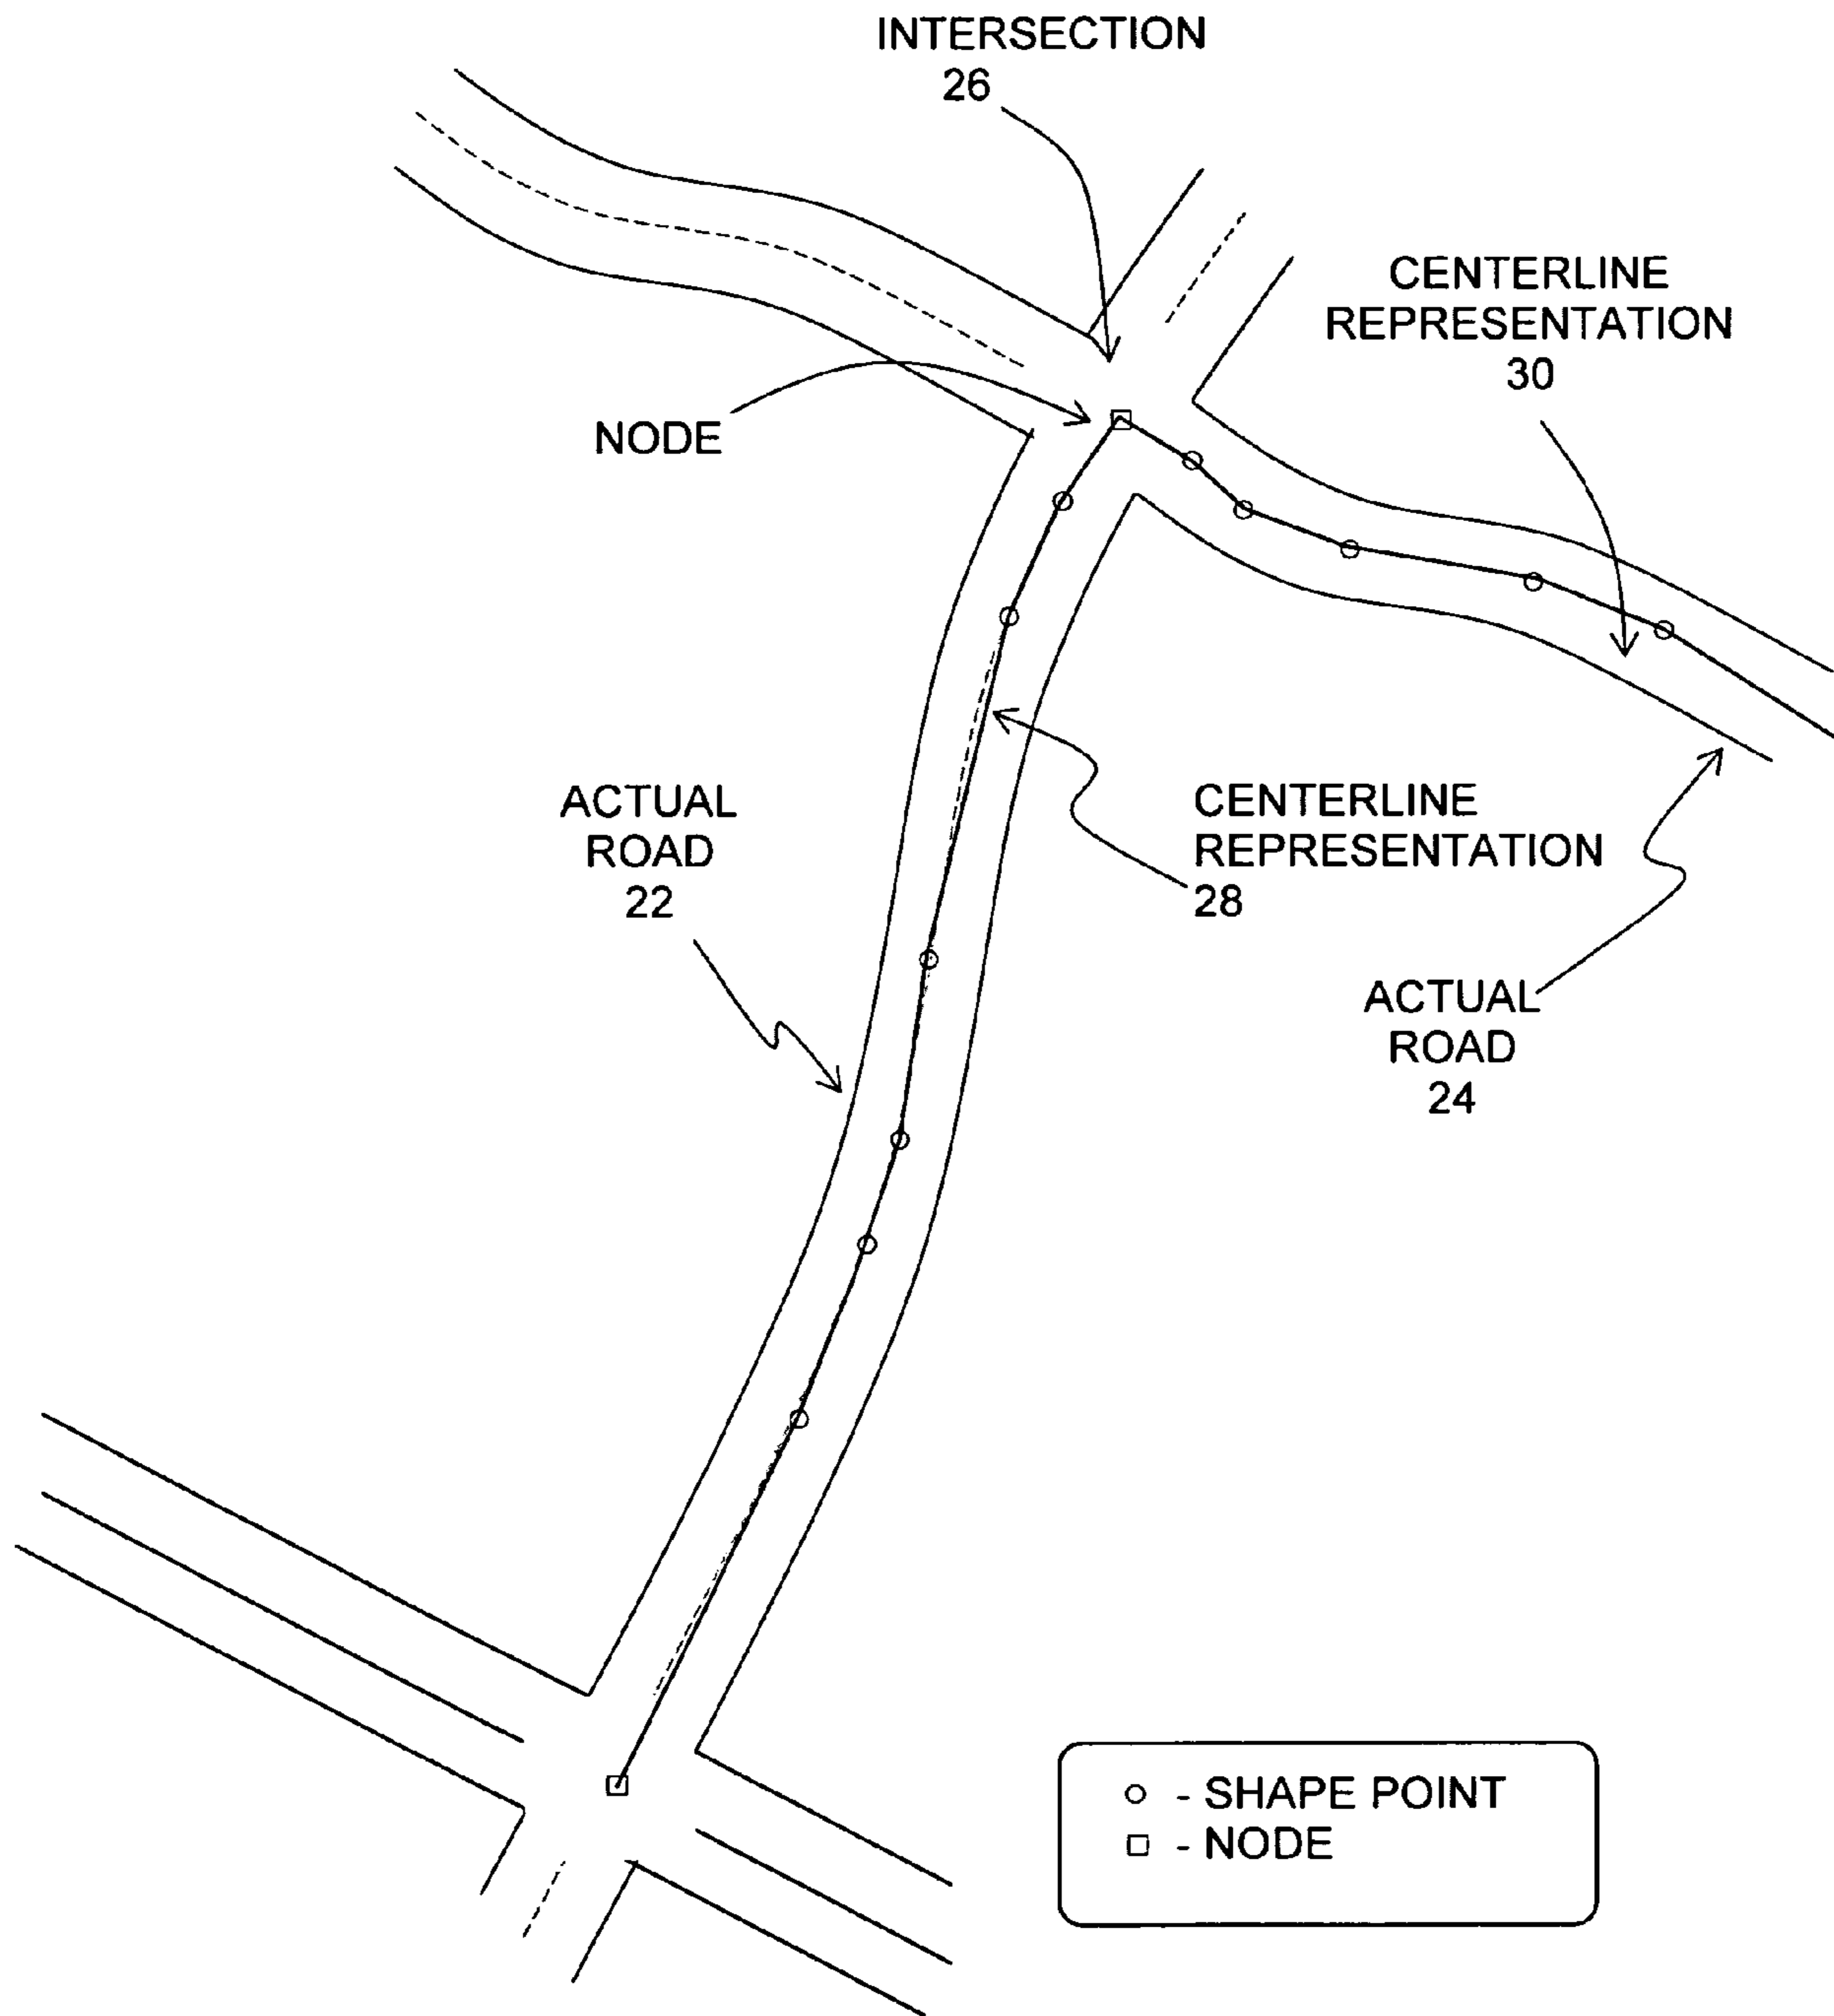 INTERSECTION
26
CENTERLINE
REPRESENTATION
30
NODE
ACTUAL
ROAD
22
CENTERLINE
REPRESENTATION
28
ACTUAL
ROAD
24
- SHAPE POINT
- NODE